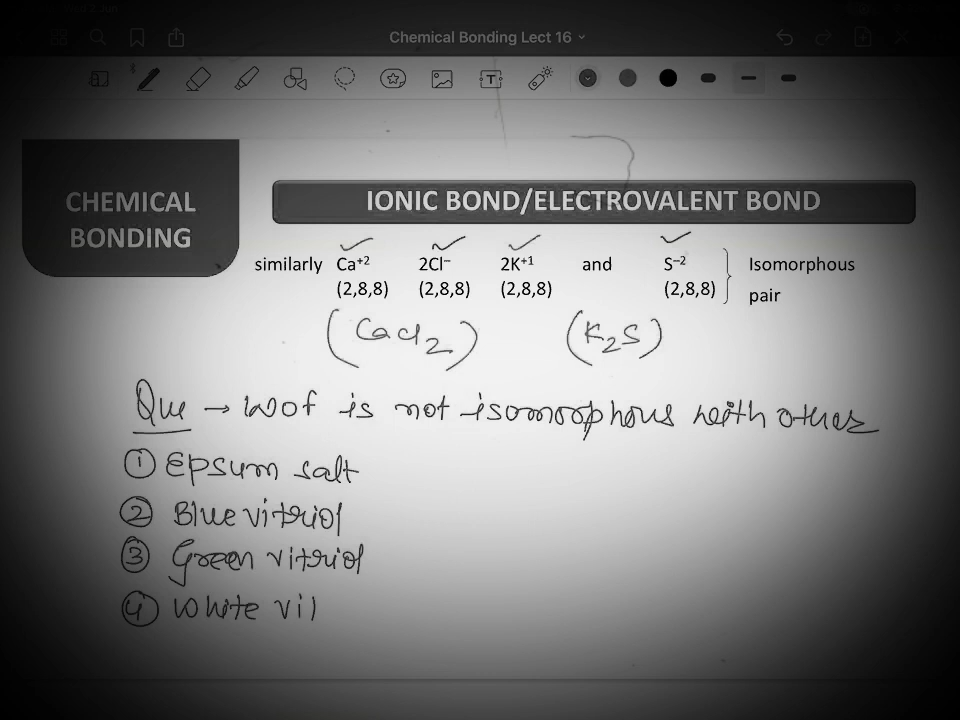 Chemical Bonding Lect 16
CHEMICAL
BONDING
IONIC BOND/ELECTROVALENT BOND
similarly Ca+2 2Cl– 2K+1 and S–2 Isomorphous
(2,8,8) (2,8,8) (2,8,8) (2,8,8) pair
(CaCl2) (K2S)
Que → Wof is not isomorphous with other
① Epsum salt
② Blue vitriol
③ Green vitriol
④ White vil